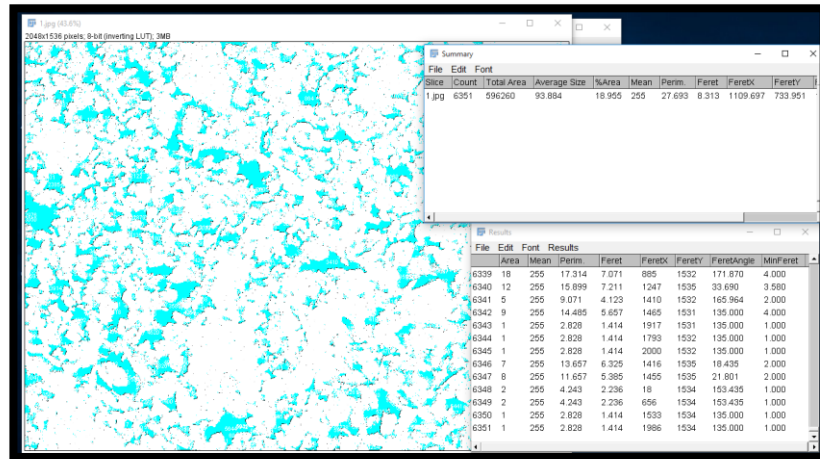 1.jpg (43.8%)
2048x1536 pixels; 8-bit (inverting LUT); 3MB
Summary
File Edit Font
Slice Count Total Area Average Size %Area Mean Perim. Feret FeretX FeretY
1.jpg 6351 596260 93.884 18.955 255 27.693 8.313 1109.697 733.951
Results
File Edit Font Results
Area Mean Perim. Feret FeretX FeretY FeretAngle MinFeret
6339 18 255 17.314 7.071 885 1532 171.870 4.000
6340 12 255 15.899 7.211 1247 1535 33.690 3.580
6341 5 255 9.071 4.123 1410 1532 165.964 2.000
6342 9 255 14.485 5.657 1465 1531 135.000 4.000
6343 1 255 2.828 1.414 1917 1531 135.000 1.000
6344 1 255 2.828 1.414 1793 1532 135.000 1.000
6345 1 255 2.828 1.414 2000 1532 135.000 1.000
6346 7 255 13.657 6.325 1416 1535 18.435 2.000
6347 8 255 11.657 5.385 1455 1535 21.801 2.000
6348 2 255 4.243 2.236 18 1534 153.435 1.000
6349 2 255 4.243 2.236 656 1534 153.435 1.000
6350 1 255 2.828 1.414 1533 1534 135.000 1.000
6351 1 255 2.828 1.414 1986 1534 135.000 1.000